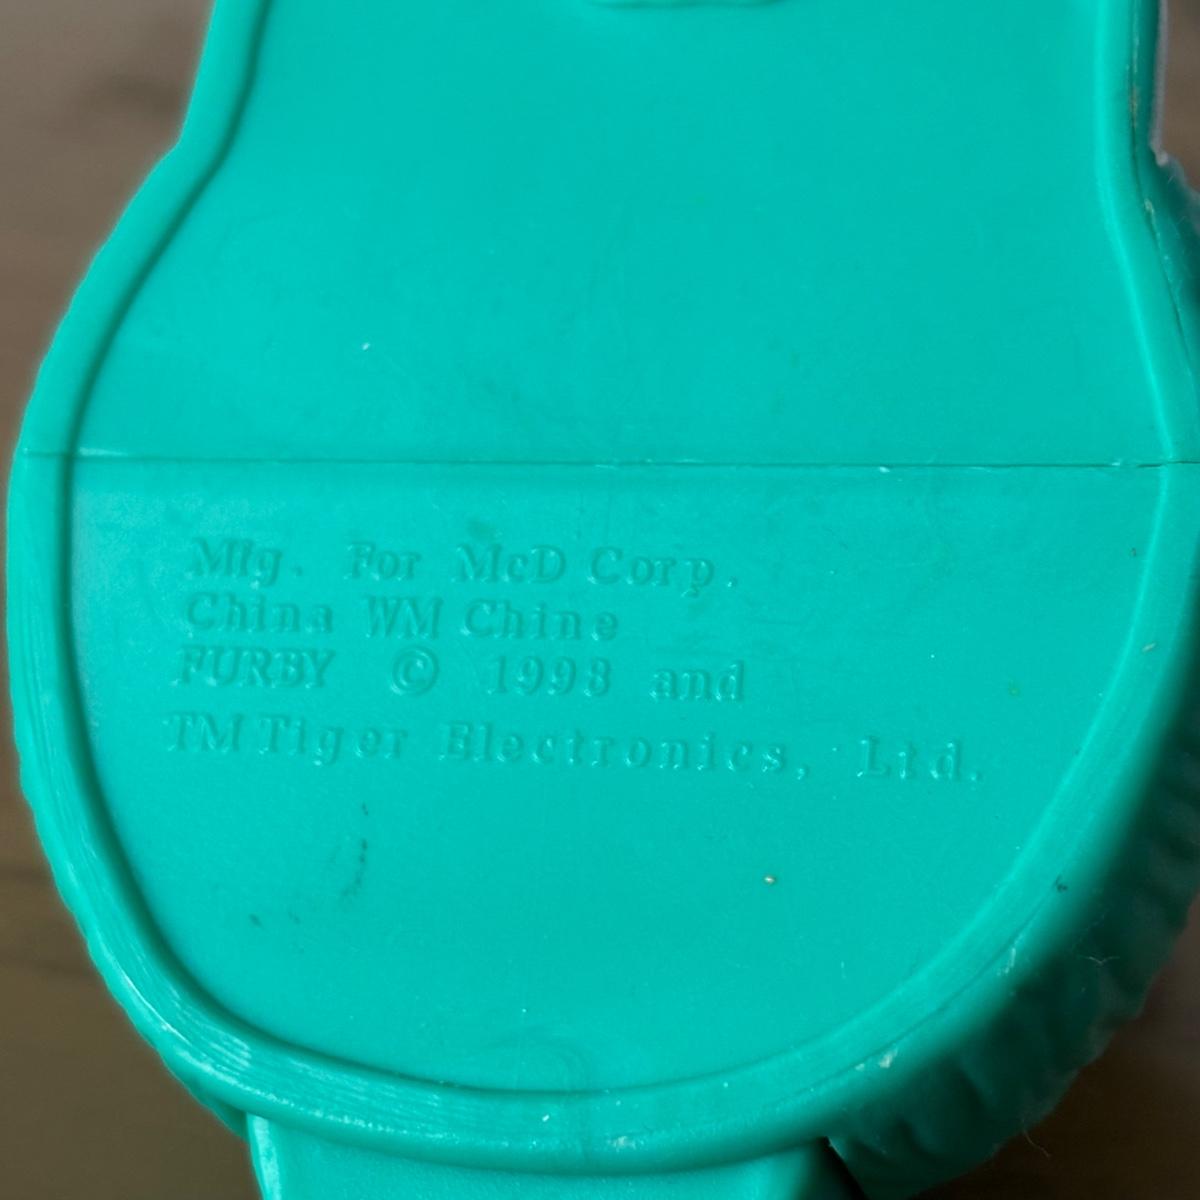 Mfg. For McD Corp.
China WM Chine
FURBY © 1998 and
TM Tiger Electronics, Ltd.